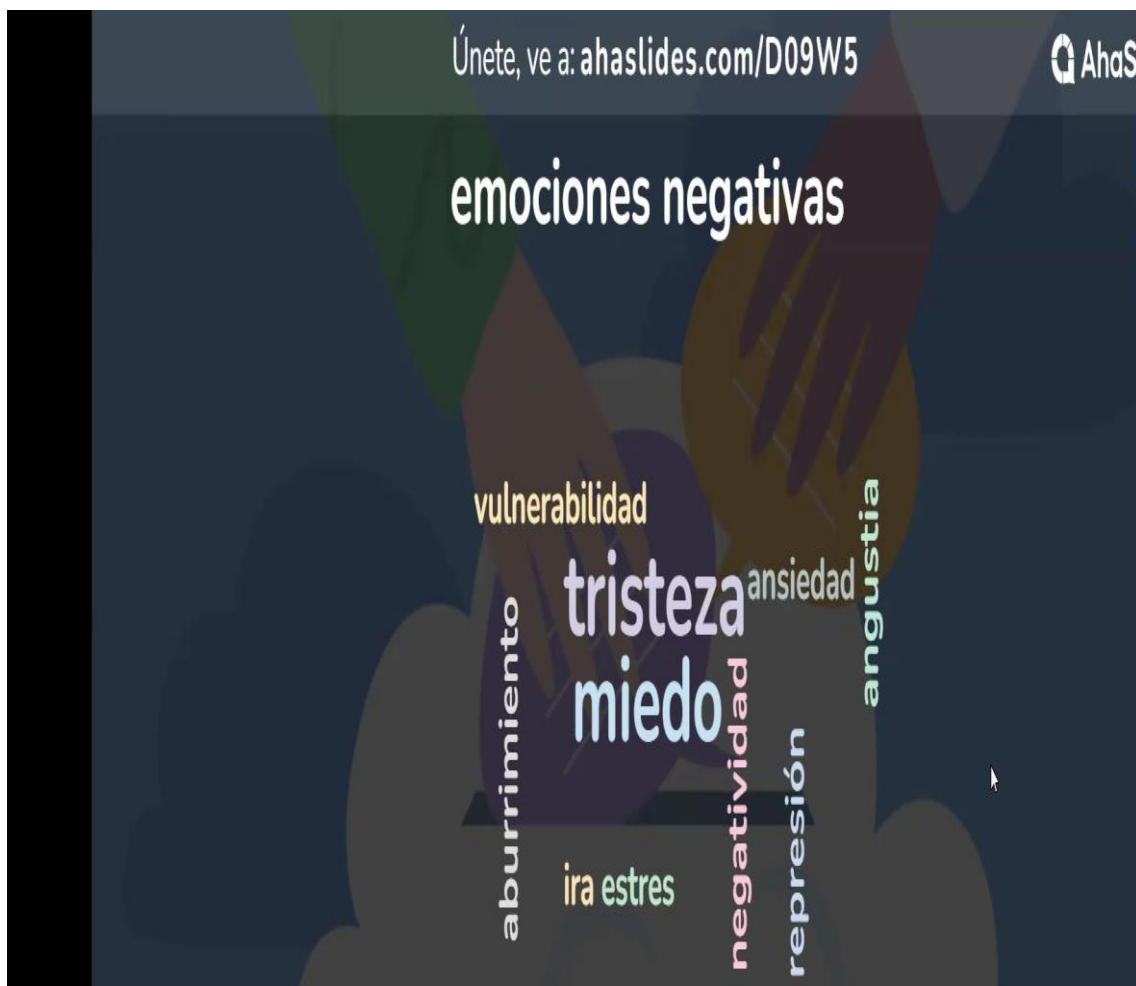 Únete, ve a: ahaslides.com/D09W5
AhaS
emociones negativas
vulnerabilidad
tristeza
ansiedad
angustia
miedo
aburrimiento
negatividad
represión
ira estres